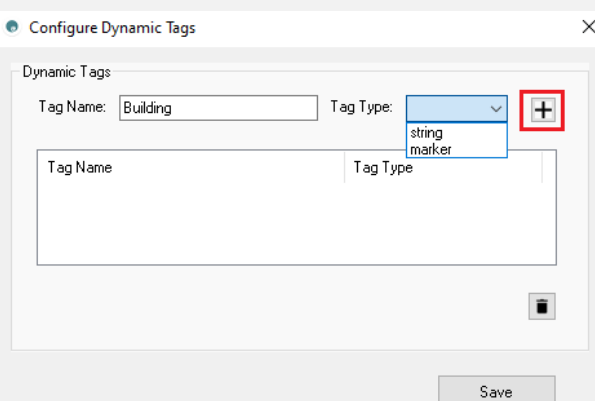 Configure Dynamic Tags
Dynamic Tags
Tag Name: Building Tag Type:
string
marker
Tag Name Tag Type
Save